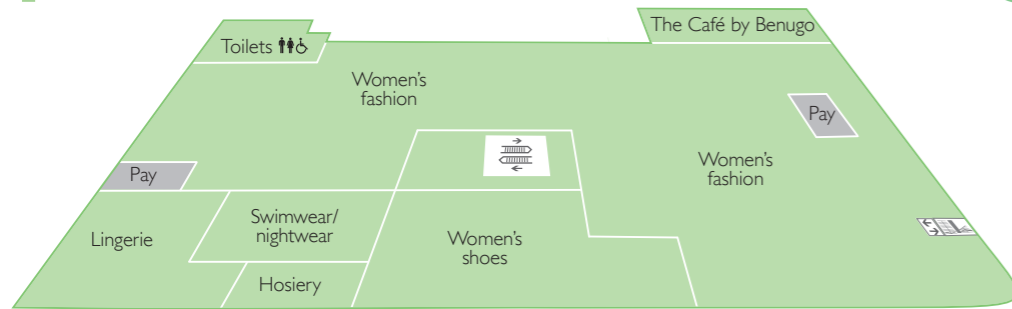 The Café by Benugo
Toilets
Women's
fashion
Pay
Women's
fashion
Pay
Swimwear/
nightwear
Lingerie
Women's
shoes
Hosiery